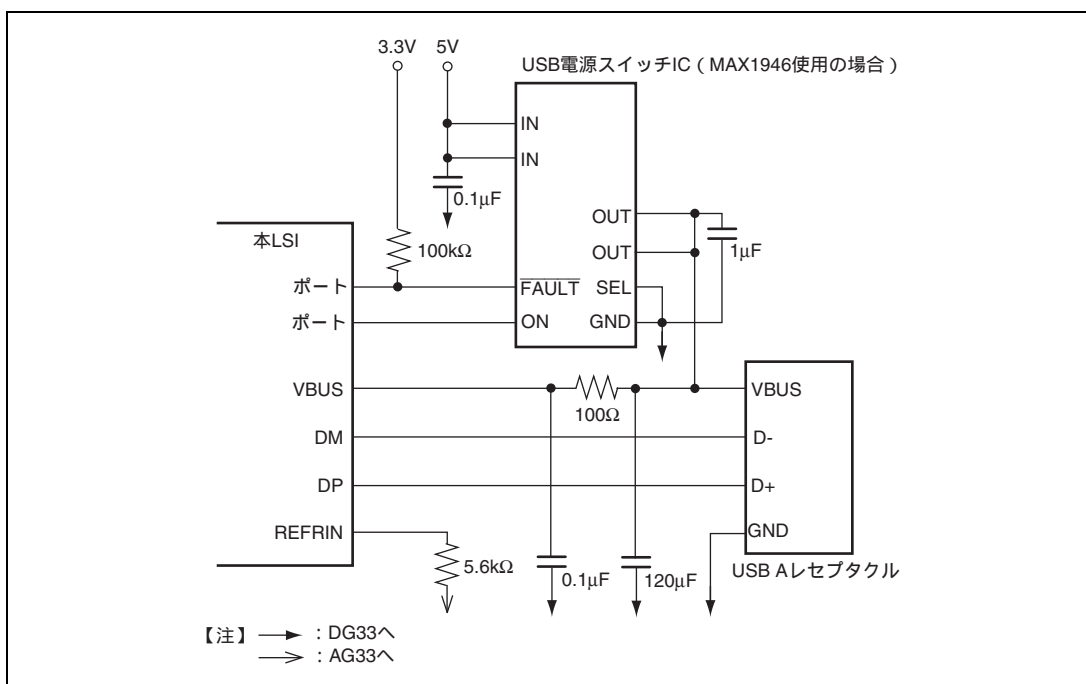 3.3V 5V
USB電源スイッチIC（MAX1946使用の場合）
IN
IN
0.1μF
OUT
1μF
OUT
本LSI
100kΩ
ポート
FAULT
SEL
ポート
ON
GND
VBUS
100Ω
VBUS
DM
D-
DP
D+
REFRIN
GND
5.6kΩ
0.1μF
120μF
USB Aレセプタクル
【注】 : DG33へ
: AG33へ